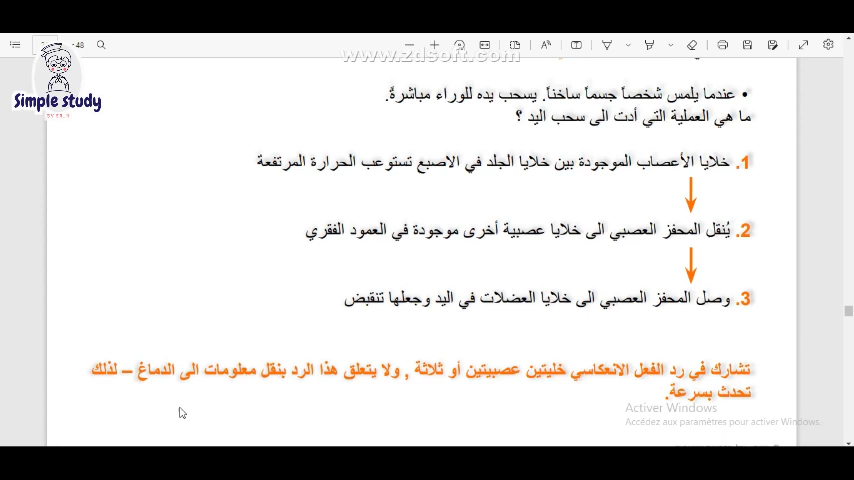 48
www.zdsoft.com
Simple study
• عندما يلمس شخصاً جسماً ساخناً. يسحب يده للوراء مباشرةً.
ما هي العملية التي أدت الى سحب اليد ؟
1. خلايا الأعصاب الموجودة بين خلايا الجلد في الاصبع تستوعب الحرارة المرتفعة
2. يُنقل المحفز العصبي الى خلايا عصبية أخرى موجودة في العمود الفقري
3. وصل المحفز العصبي الى خلايا العضلات في اليد وجعلها تنقبض
تشارك في رد الفعل الانعكاسي خليتين عصبيتين أو ثلاثة , ولا يتعلق هذا الرد بنقل معلومات الى الدماغ – لذلك
تحدث بسرعة.
Activer Windows
Accédez aux paramètres pour activer Windows.